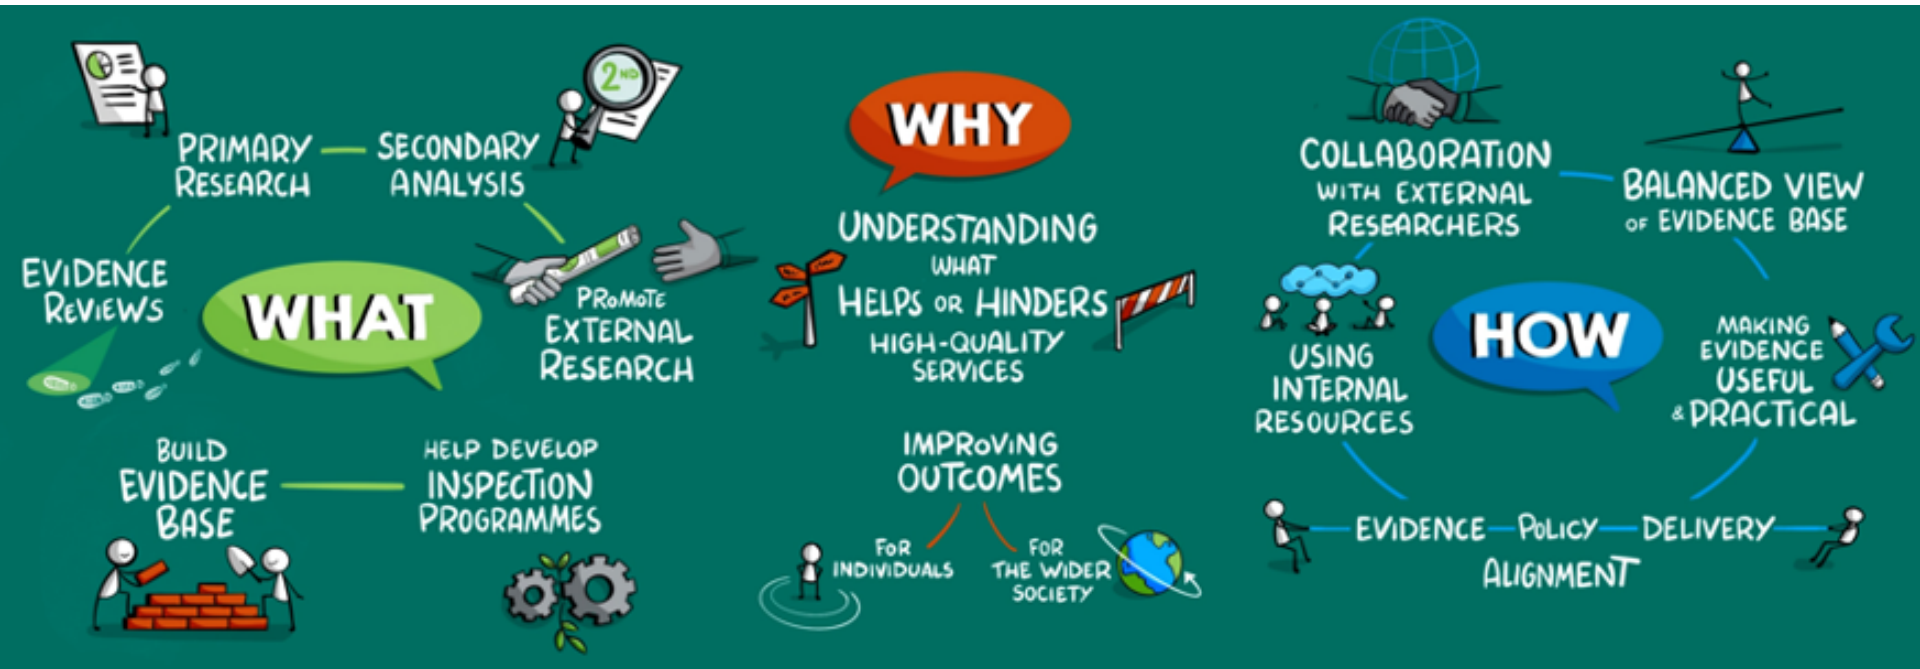 PRIMARY
RESEARCH
SECONDARY
ANALYSIS
2ND
EVIDENCE
REVIEWS
WHAT
PROMOTE
EXTERNAL
RESEARCH
BUILD
EVIDENCE
BASE
HELP DEVELOP
INSPECTION
PROGRAMMES
WHY
UNDERSTANDING
WHAT
HELPS OR HINDERS
HIGH-QUALITY
SERVICES
IMPROVING
OUTCOMES
FOR
INDIVIDUALS
FOR
THE WIDER
SOCIETY
COLLABORATION
WITH EXTERNAL
RESEARCHERS
BALANCED VIEW
OF EVIDENCE BASE
USING
INTERNAL
RESOURCES
HOW
MAKING
EVIDENCE
USEFUL
& PRACTICAL
EVIDENCE - POLICY - DELIVERY
ALIGNMENT